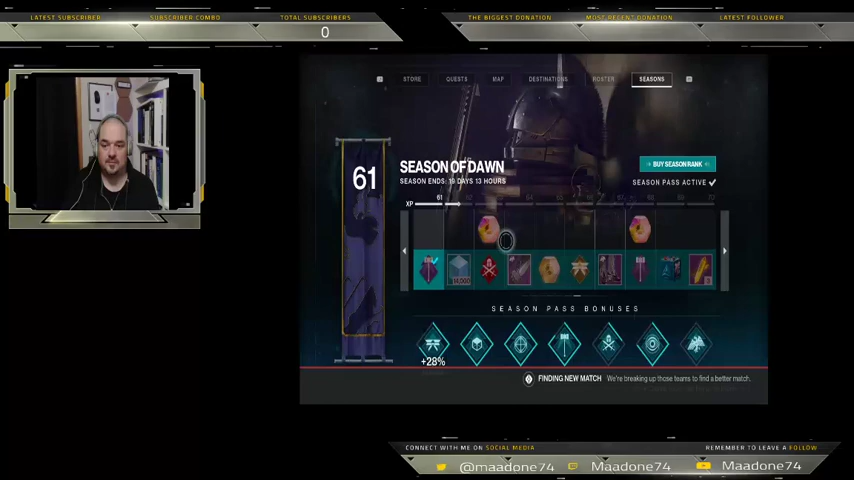 LATEST SUBSCRIBER
SUBSCRIBER COMBO
TOTAL SUBSCRIBERS
0
THE BIGGEST DONATION
MOST RECENT DONATION
LATEST FOLLOWER
STORE
QUESTS
MAP
DESTINATIONS
ROSTER
SEASONS
61
SEASON OF DAWN
SEASON ENDS: 19 DAYS 13 HOURS
BUY SEASON RANK
SEASON PASS ACTIVE
XP
61
70
SEASON PASS BONUSES
+28%
FINDING NEW MATCH We're breaking up those teams to find a better match.
CONNECT WITH ME ON SOCIAL MEDIA
REMEMBER TO LEAVE A FOLLOW
@maadone74
Maadone74
Maadone74